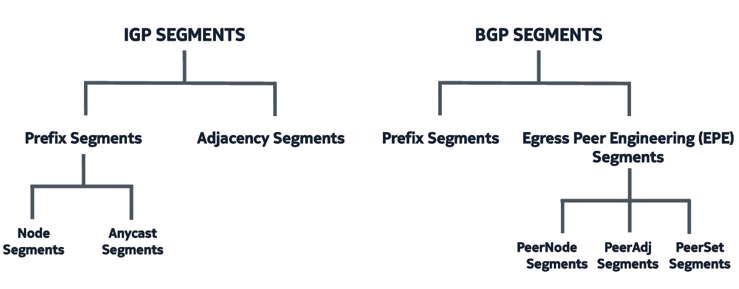 IGP SEGMENTS
BGP SEGMENTS
Prefix Segments
Adjacency Segments
Prefix Segments
Egress Peer Engineering (EPE)
Segments
Node
Segments
Anycast
Segments
PeerNode
Segments
PeerAdj
Segments
PeerSet
Segments